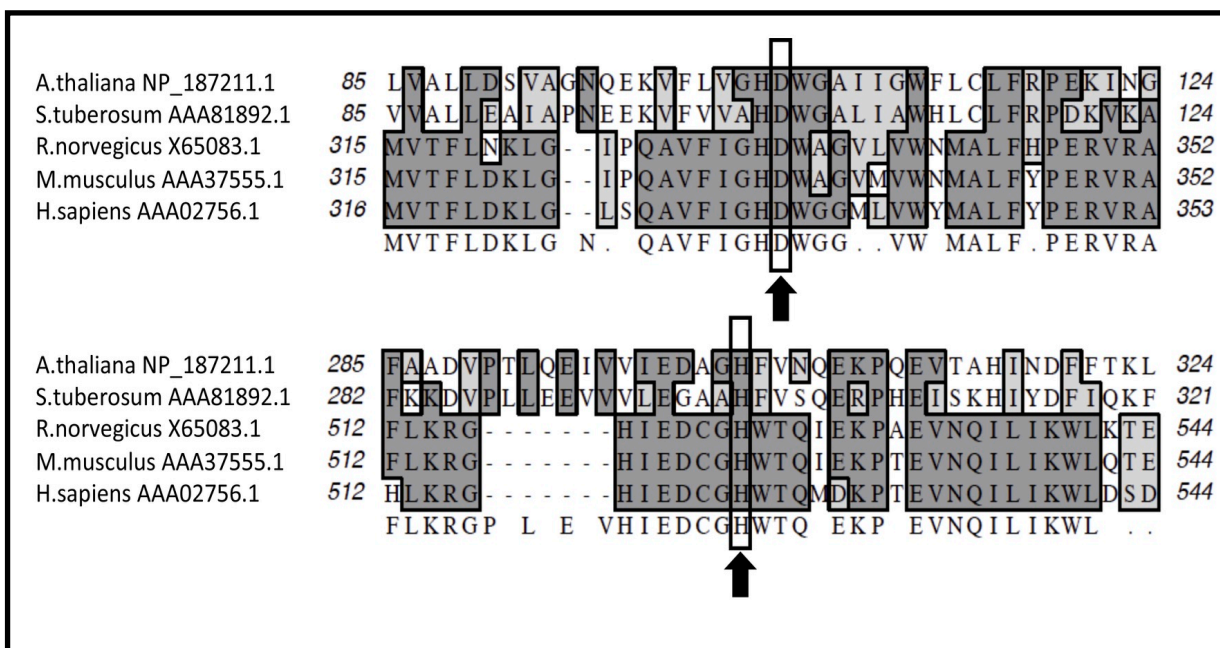 A.thaliana NP_187211.1 85 LVALLDSVAGNQEKVFLVGHDWGAIIGWFLCLFRPEKING 124
S.tuberosum AAA81892.1 85 VVALLEAIAPNEEKVFVVAHDWGALIAWHLCLFRPDKVKA 124
R.norvegicus X65083.1 315 MVTFLNKLG--IPQAVFIGHDWAGVLVWNMALFHPERVRA 352
M.musculus AAA37555.1 315 MVTFLDKLG--IPQAVFIGHDWAGVMVWNMALFYPERVRA 352
H.sapiens AAA02756.1 316 MVTFLDKLG--LSQAVFIGHDWGGMLVWYMALFYPERVRA 353
MVTFLDKLG N. QAVFIGHDWGG..VW MALF.PERVRA
A.thaliana NP_187211.1 285 FAADVPTLQEIVVIEDAGHFVNQEKPQEVTAHINDFFTKL 324
S.tuberosum AAA81892.1 282 FKKDVPLLEEVVVLEGAAHFVSQERPHEISKHIYDFIQKF 321
R.norvegicus X65083.1 512 FLKRG-------HIEDCGHWTQIEKPAEVNQILIKWLKTE 544
M.musculus AAA37555.1 512 FLKRG-------HIEDCGHWTQIEKPTEVNQILIKWLQTE 544
H.sapiens AAA02756.1 512 HLKRG-------HIEDCGHWTQMDKPTEVNQILIKWLDSD 544
FLKRGP L E VHIEDCGHWTQ EKP EVNQILIKWL ..